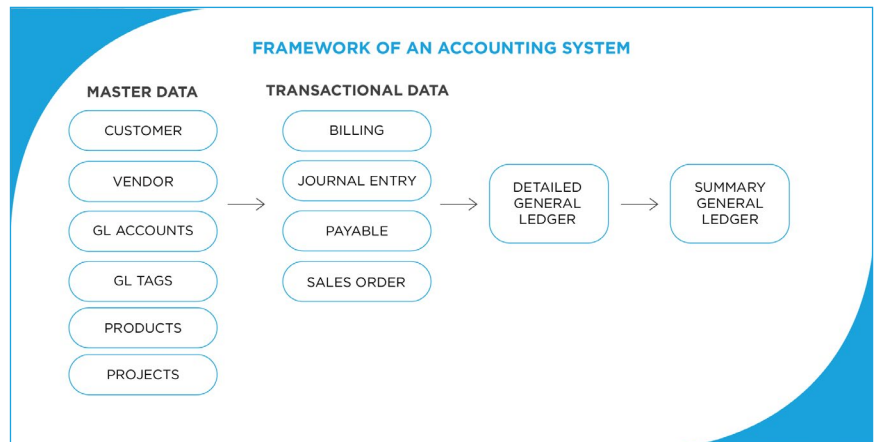 FRAMEWORK OF AN ACCOUNTING SYSTEM
MASTER DATA
CUSTOMER
VENDOR
GL ACCOUNTS
GL TAGS
PRODUCTS
PROJECTS
TRANSACTIONAL DATA
BILLING
JOURNAL ENTRY
PAYABLE
SALES ORDER
DETAILED
GENERAL
LEDGER
SUMMARY
GENERAL
LEDGER